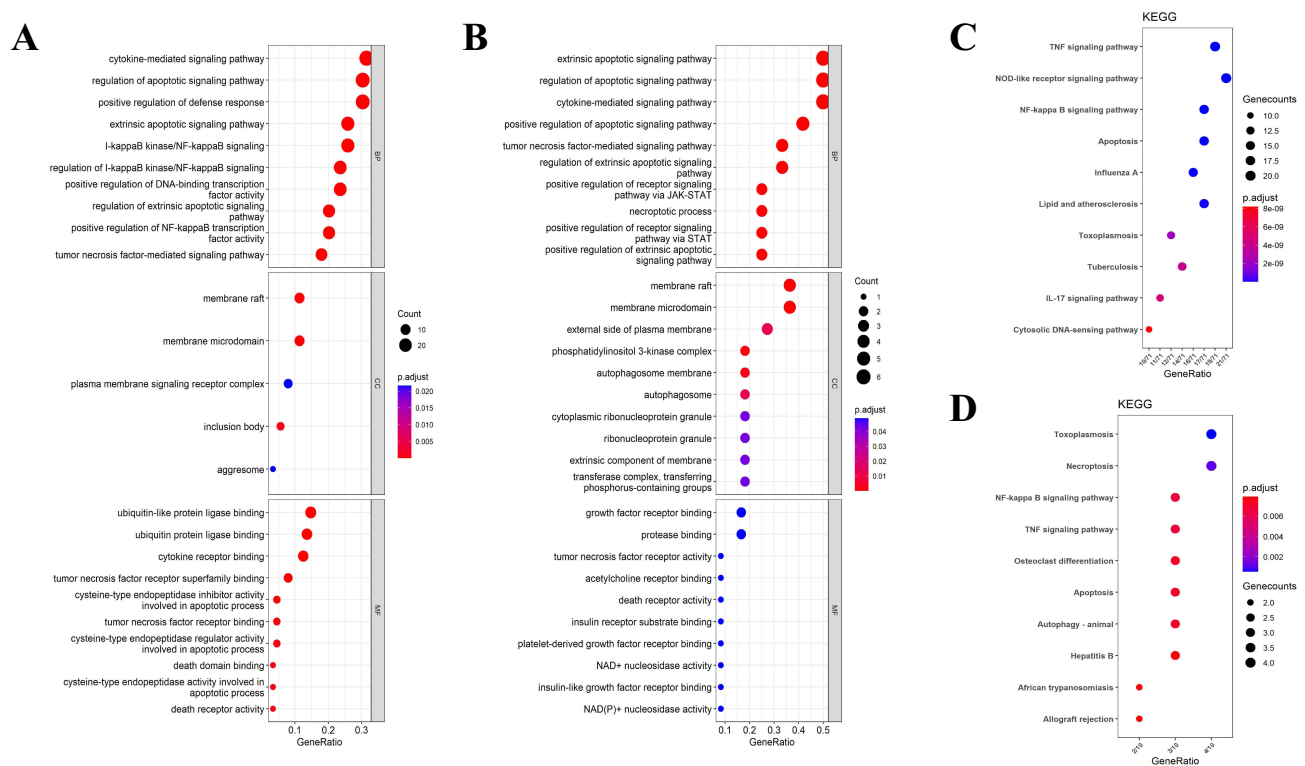 A
cytokine-mediated signaling pathway
regulation of apoptotic signaling pathway
positive regulation of defense response
extrinsic apoptotic signaling pathway
I-kappaB kinase/NF-kappaB signaling
regulation of I-kappaB kinase/NF-kappaB signaling
positive regulation of DNA-binding transcription
factor activity
regulation of extrinsic apoptotic signaling
pathway
positive regulation of NF-kappaB transcription
factor activity
tumor necrosis factor-mediated signaling pathway
BP
membrane raft
membrane microdomain
plasma membrane signaling receptor complex
inclusion body
aggresome
CC
ubiquitin-like protein ligase binding
ubiquitin protein ligase binding
cytokine receptor binding
tumor necrosis factor receptor superfamily binding
cysteine-type endopeptidase inhibitor activity
involved in apoptotic process
tumor necrosis factor receptor binding
cysteine-type endopeptidase regulator activity
involved in apoptotic process
death domain binding
cysteine-type endopeptidase activity involved in
apoptotic process
death receptor activity
MF
0.1 0.2 0.3
GeneRatio
Count
10
20
p.adjust
0.020
0.015
0.010
0.005
B
extrinsic apoptotic signaling pathway
regulation of apoptotic signaling pathway
cytokine-mediated signaling pathway
positive regulation of apoptotic signaling pathway
tumor necrosis factor-mediated signaling pathway
regulation of extrinsic apoptotic signaling
pathway
positive regulation of receptor signaling
pathway via JAK-STAT
necroptotic process
positive regulation of receptor signaling
pathway via STAT
positive regulation of extrinsic apoptotic
signaling pathway
BP
membrane raft
membrane microdomain
external side of plasma membrane
phosphatidylinositol 3-kinase complex
autophagosome membrane
autophagosome
cytoplasmic ribonucleoprotein granule
ribonucleoprotein granule
extrinsic component of membrane
transferase complex, transferring
phosphorus-containing groups
CC
growth factor receptor binding
protease binding
tumor necrosis factor receptor activity
acetylcholine receptor binding
death receptor activity
insulin receptor substrate binding
platelet-derived growth factor receptor binding
NAD+ nucleosidase activity
insulin-like growth factor receptor binding
NAD(P)+ nucleosidase activity
MF
0.1 0.2 0.3 0.4 0.5
GeneRatio
Count
1
2
3
4
5
6
p.adjust
0.04
0.03
0.02
0.01
C
KEGG
TNF signaling pathway
NOD-like receptor signaling pathway
NF-kappa B signaling pathway
Apoptosis
Influenza A
Lipid and atherosclerosis
Toxoplasmosis
Tuberculosis
IL-17 signaling pathway
Cytosolic DNA-sensing pathway
10/71 11/71 13/71 14/71 16/71 17/71 19/71 21/71
GeneRatio
Genecounts
10.0
12.5
15.0
17.5
20.0
p.adjust
8e-09
6e-09
4e-09
2e-09
D
KEGG
Toxoplasmosis
Necroptosis
NF-kappa B signaling pathway
TNF signaling pathway
Osteoclast differentiation
Apoptosis
Autophagy - animal
Hepatitis B
African trypanosomiasis
Allograft rejection
2/10 3/10 4/10
GeneRatio
p.adjust
0.006
0.004
0.002
Genecounts
2.0
2.5
3.0
3.5
4.0